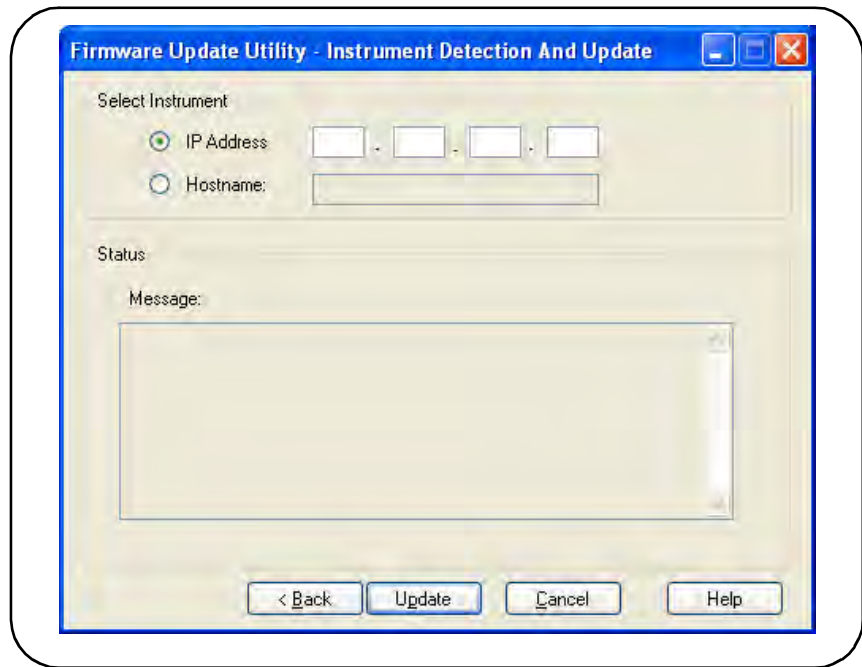 Firmware Update Utility - Instrument Detection And Update
Select Instrument
IP Address
. . .
Hostname:
Status
Message:
< Back Update Cancel Help